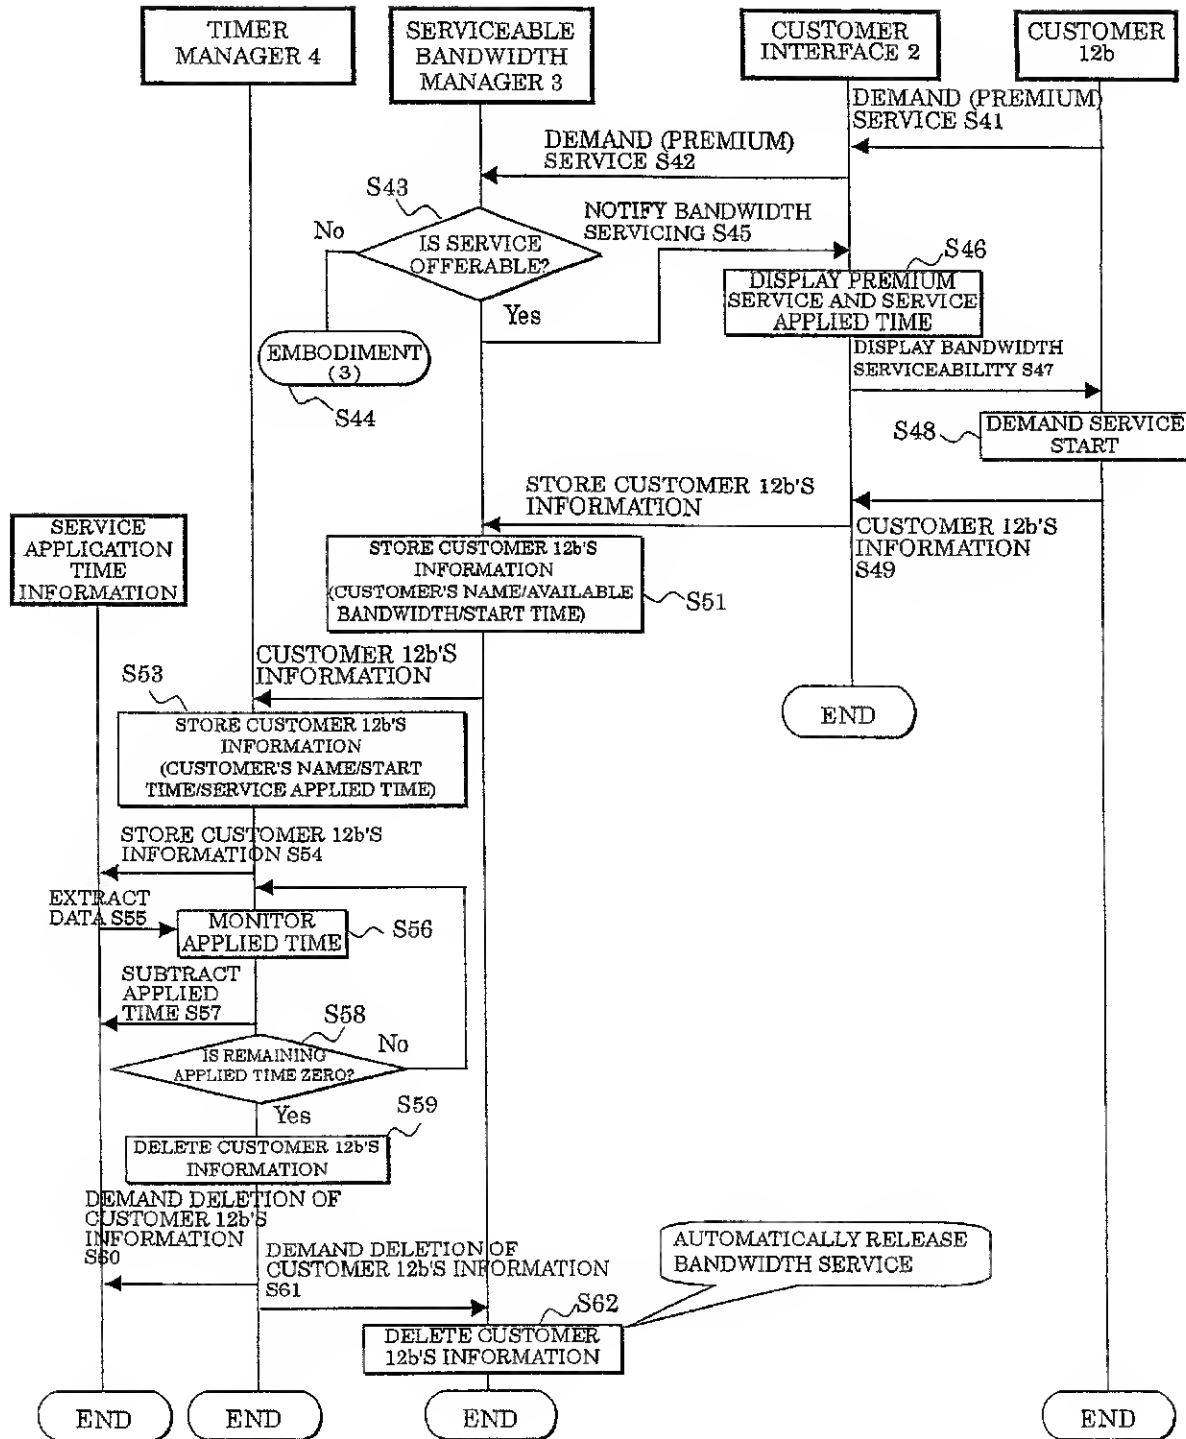 TIMER
MANAGER 4
SERVICEABLE
BANDWIDTH
MANAGER 3
CUSTOMER
INTERFACE 2
CUSTOMER
12b
DEMAND (PREMIUM)
SERVICE S41
DEMAND (PREMIUM)
SERVICE S42
S43
No
IS SERVICE
OFFERABLE?
Yes
NOTIFY BANDWIDTH
SERVICING S45
S46
DISPLAY PREMIUM
SERVICE AND SERVICE
APPLIED TIME
EMBODIMENT
(3)
S44
DISPLAY BANDWIDTH
SERVICEABILITY S47
S48
DEMAND SERVICE
START
STORE CUSTOMER 12b'S
INFORMATION
CUSTOMER 12b'S
INFORMATION
S49
SERVICE
APPLICATION
TIME
INFORMATION
STORE CUSTOMER 12b'S
INFORMATION
(CUSTOMER'S NAME/AVAILABLE
BANDWIDTH/START TIME)
S51
CUSTOMER 12b'S
INFORMATION
S53
END
STORE CUSTOMER 12b'S
INFORMATION
(CUSTOMER'S NAME/START
TIME/SERVICE APPLIED TIME)
STORE CUSTOMER 12b'S
INFORMATION S54
EXTRACT
DATA S55
MONITOR
APPLIED TIME
S56
SUBTRACT
APPLIED
TIME S57
S58
No
IS REMAINING
APPLIED TIME ZERO?
Yes
S59
DELETE CUSTOMER 12b'S
INFORMATION
DEMAND DELETION OF
CUSTOMER 12b'S
INFORMATION
S60
DEMAND DELETION OF
CUSTOMER 12b'S INFORMATION
S61
AUTOMATICALLY RELEASE
BANDWIDTH SERVICE
S62
DELETE CUSTOMER
12b'S INFORMATION
END
END
END
END